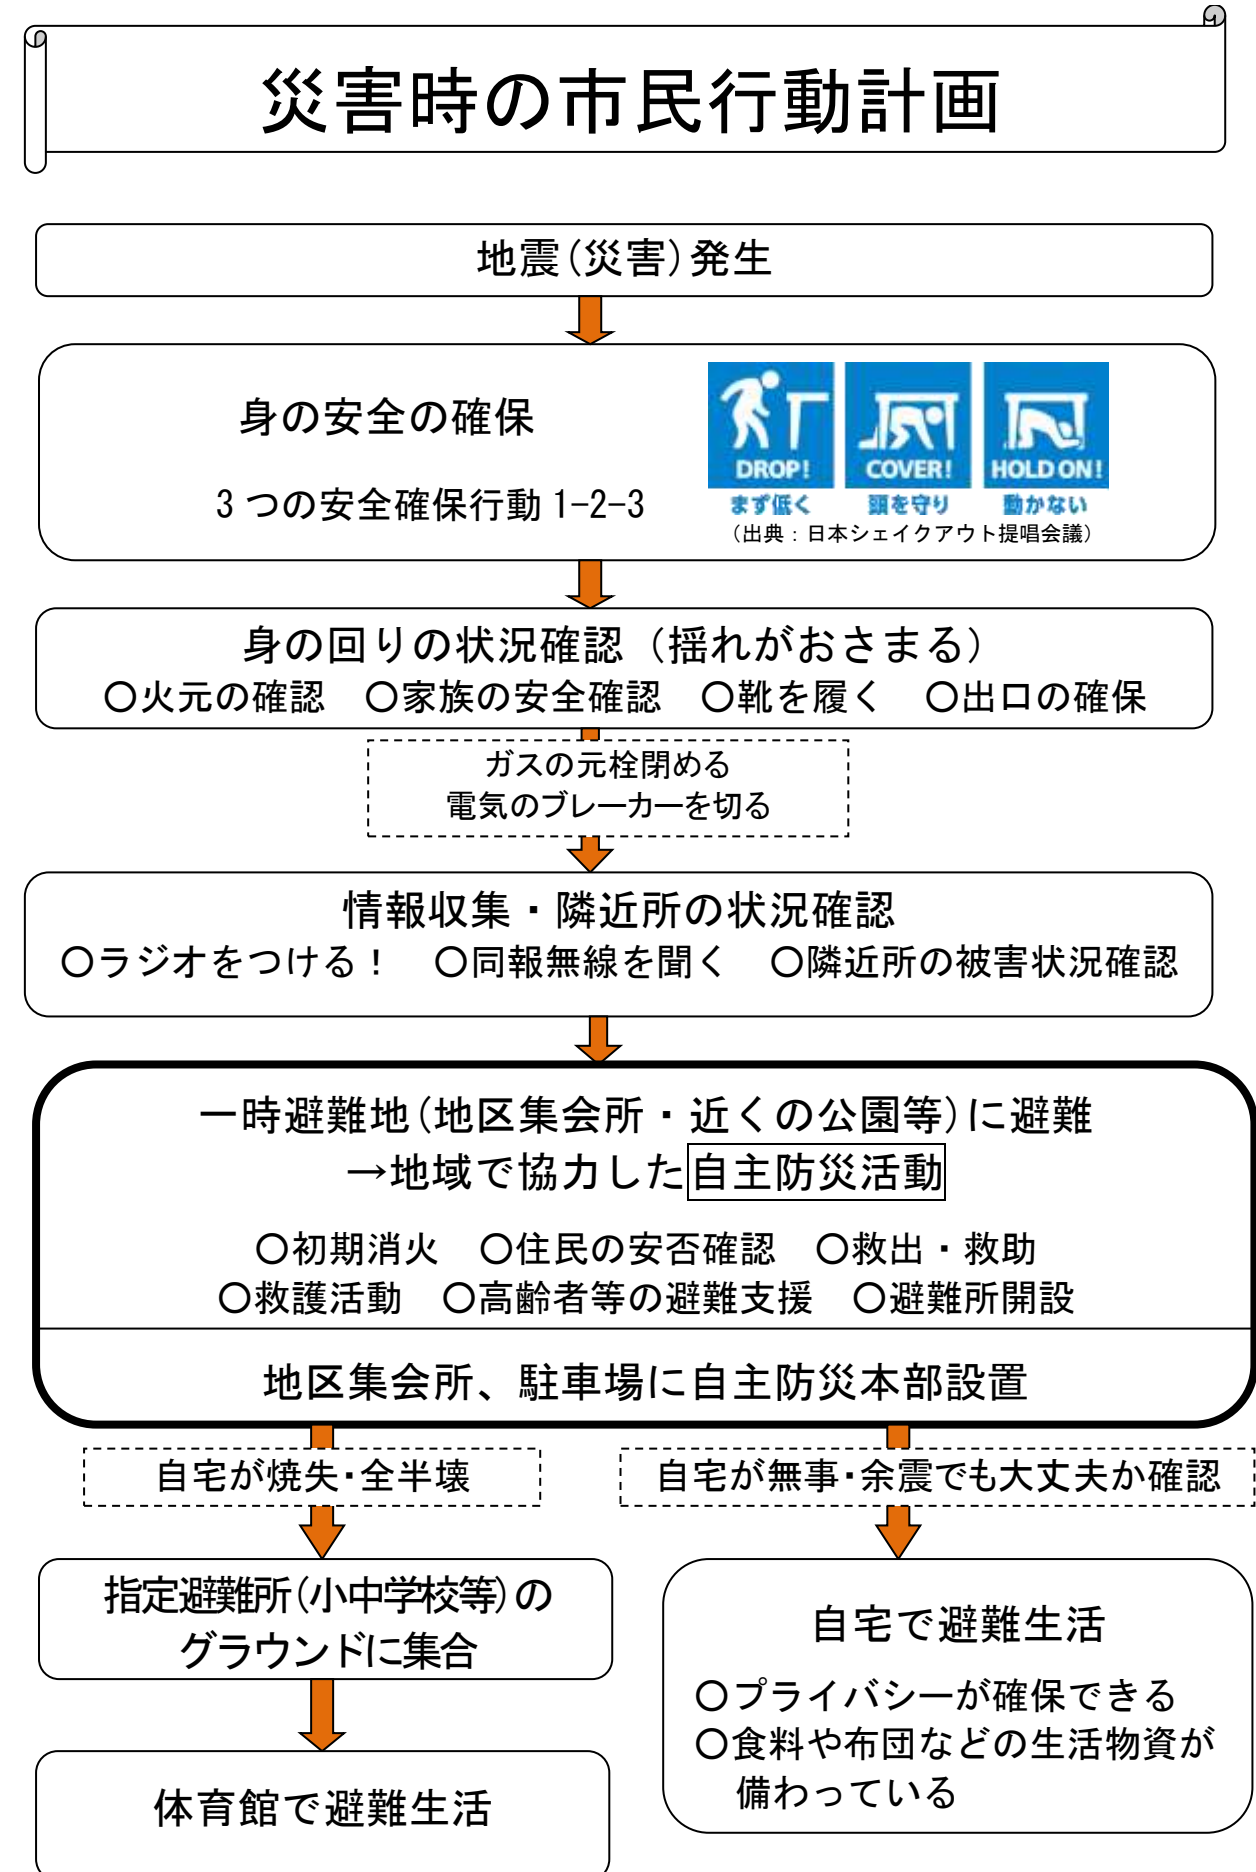 災害時の市民行動計画
地震(災害)発生
身の安全の確保
3つの安全確保行動1-2-3
DROP! COVER! HOLD ON!
まず低く 頭を守り 動かない
(出典:日本シェイクアウト提唱会議)
身の回りの状況確認(揺れがおさまる)
○火元の確認 ○家族の安全確認 ○靴を履く ○出口の確保
ガスの元栓閉める
電気のブレーカーを切る
情報収集・隣近所の状況確認
○ラジオをつける! ○同報無線を聞く ○隣近所の被害状況確認
一時避難地(地区集会所・近くの公園等)に避難
→地域で協力した自主防災活動
○初期消火 ○住民の安否確認 ○救出・救助
○救護活動 ○高齢者等の避難支援 ○避難所開設
地区集会所、駐車場に自主防災本部設置
自宅が焼失・全半壊
自宅が無事・余震でも大丈夫か確認
指定避難所(小中学校等)の
グラウンドに集合
体育館で避難生活
自宅で避難生活
○プライバシーが確保できる
○食料や布団などの生活物資が
備わっている